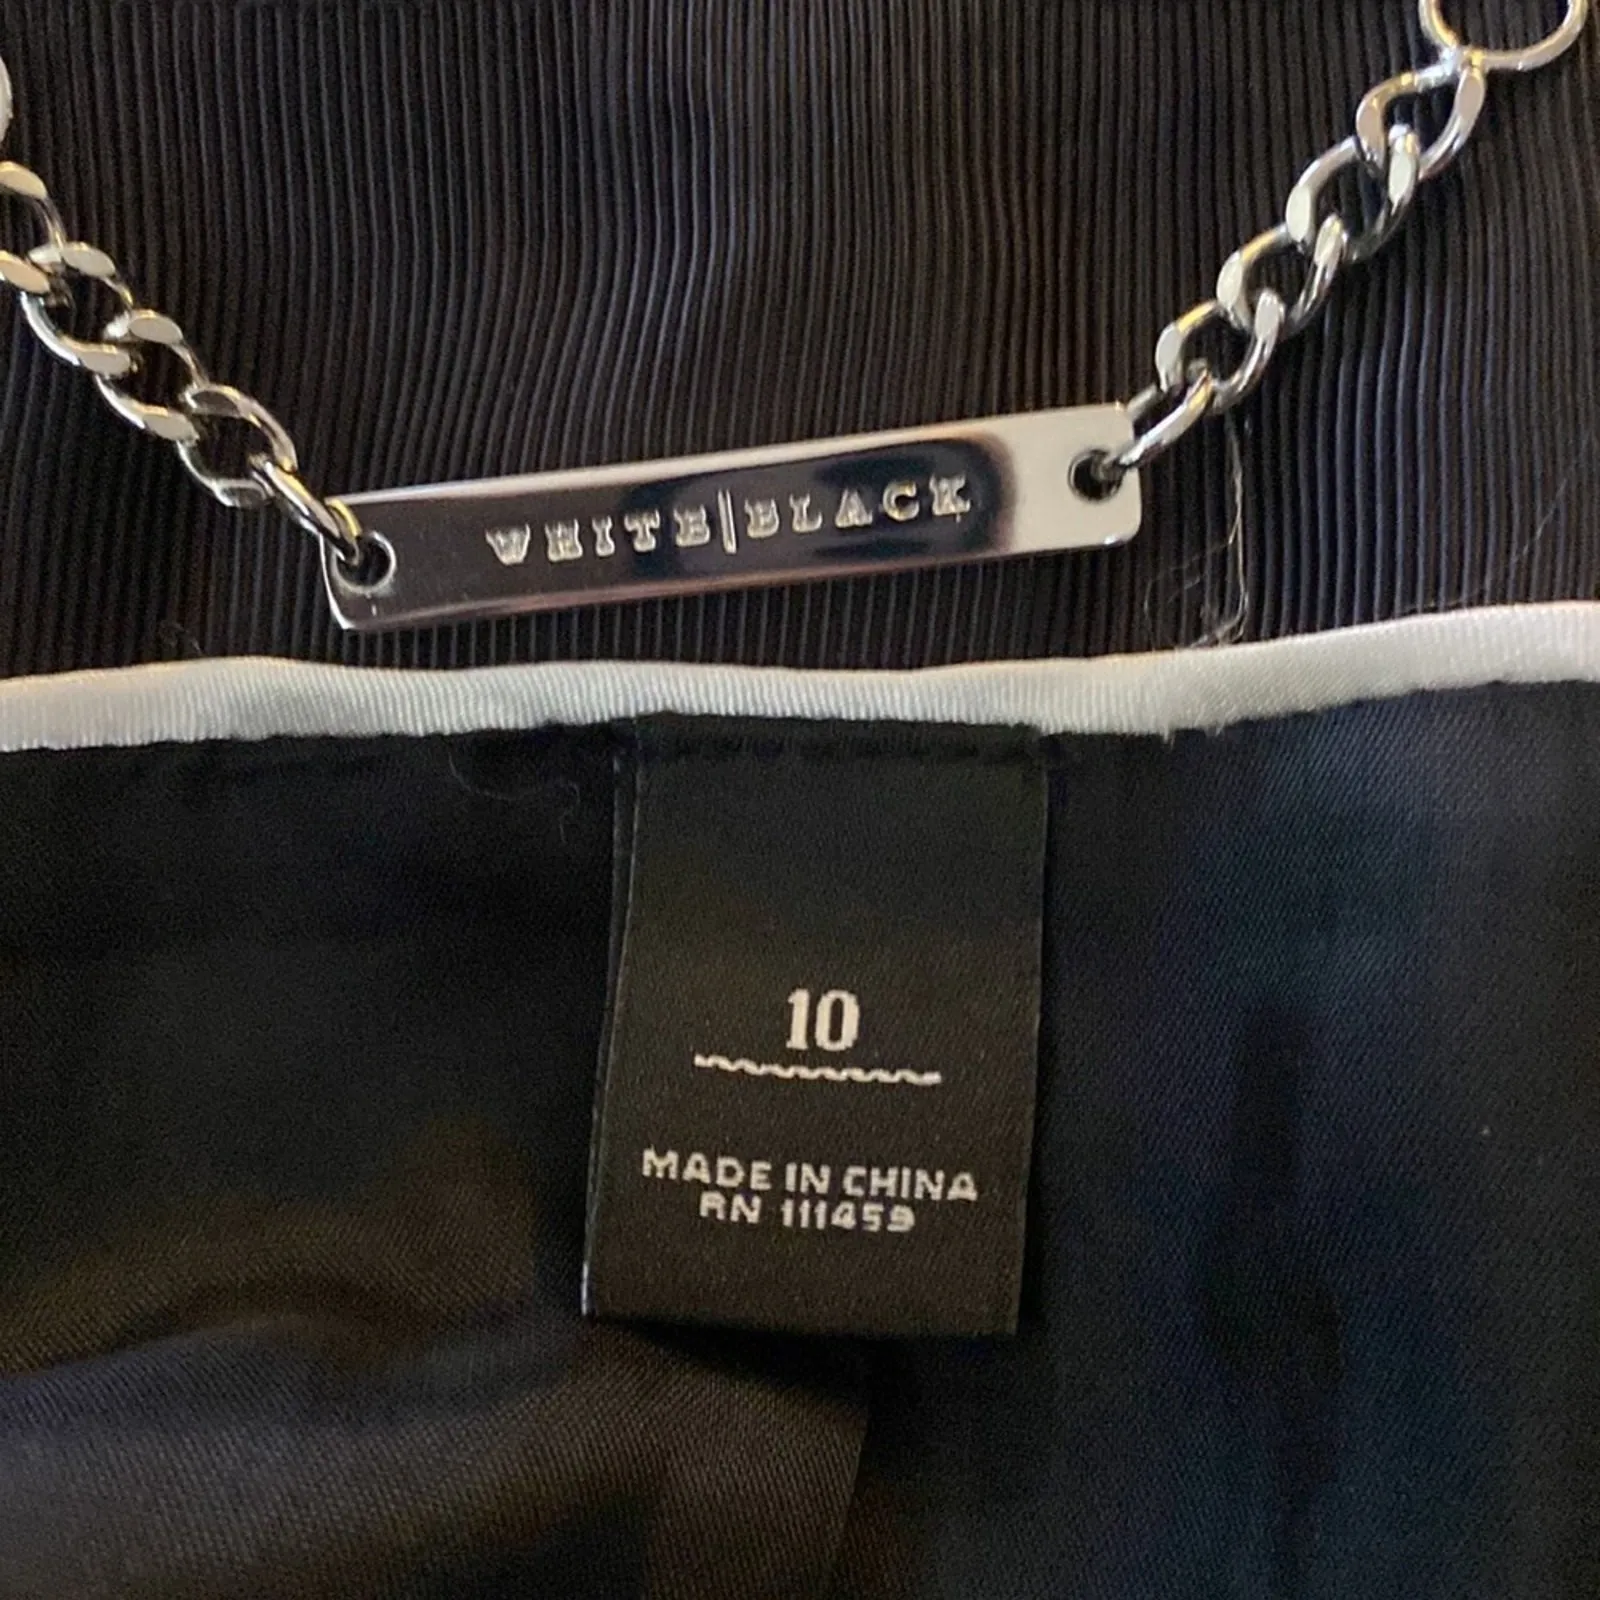 WHITE|BLACK
10
MADE IN CHINA
RN 111459